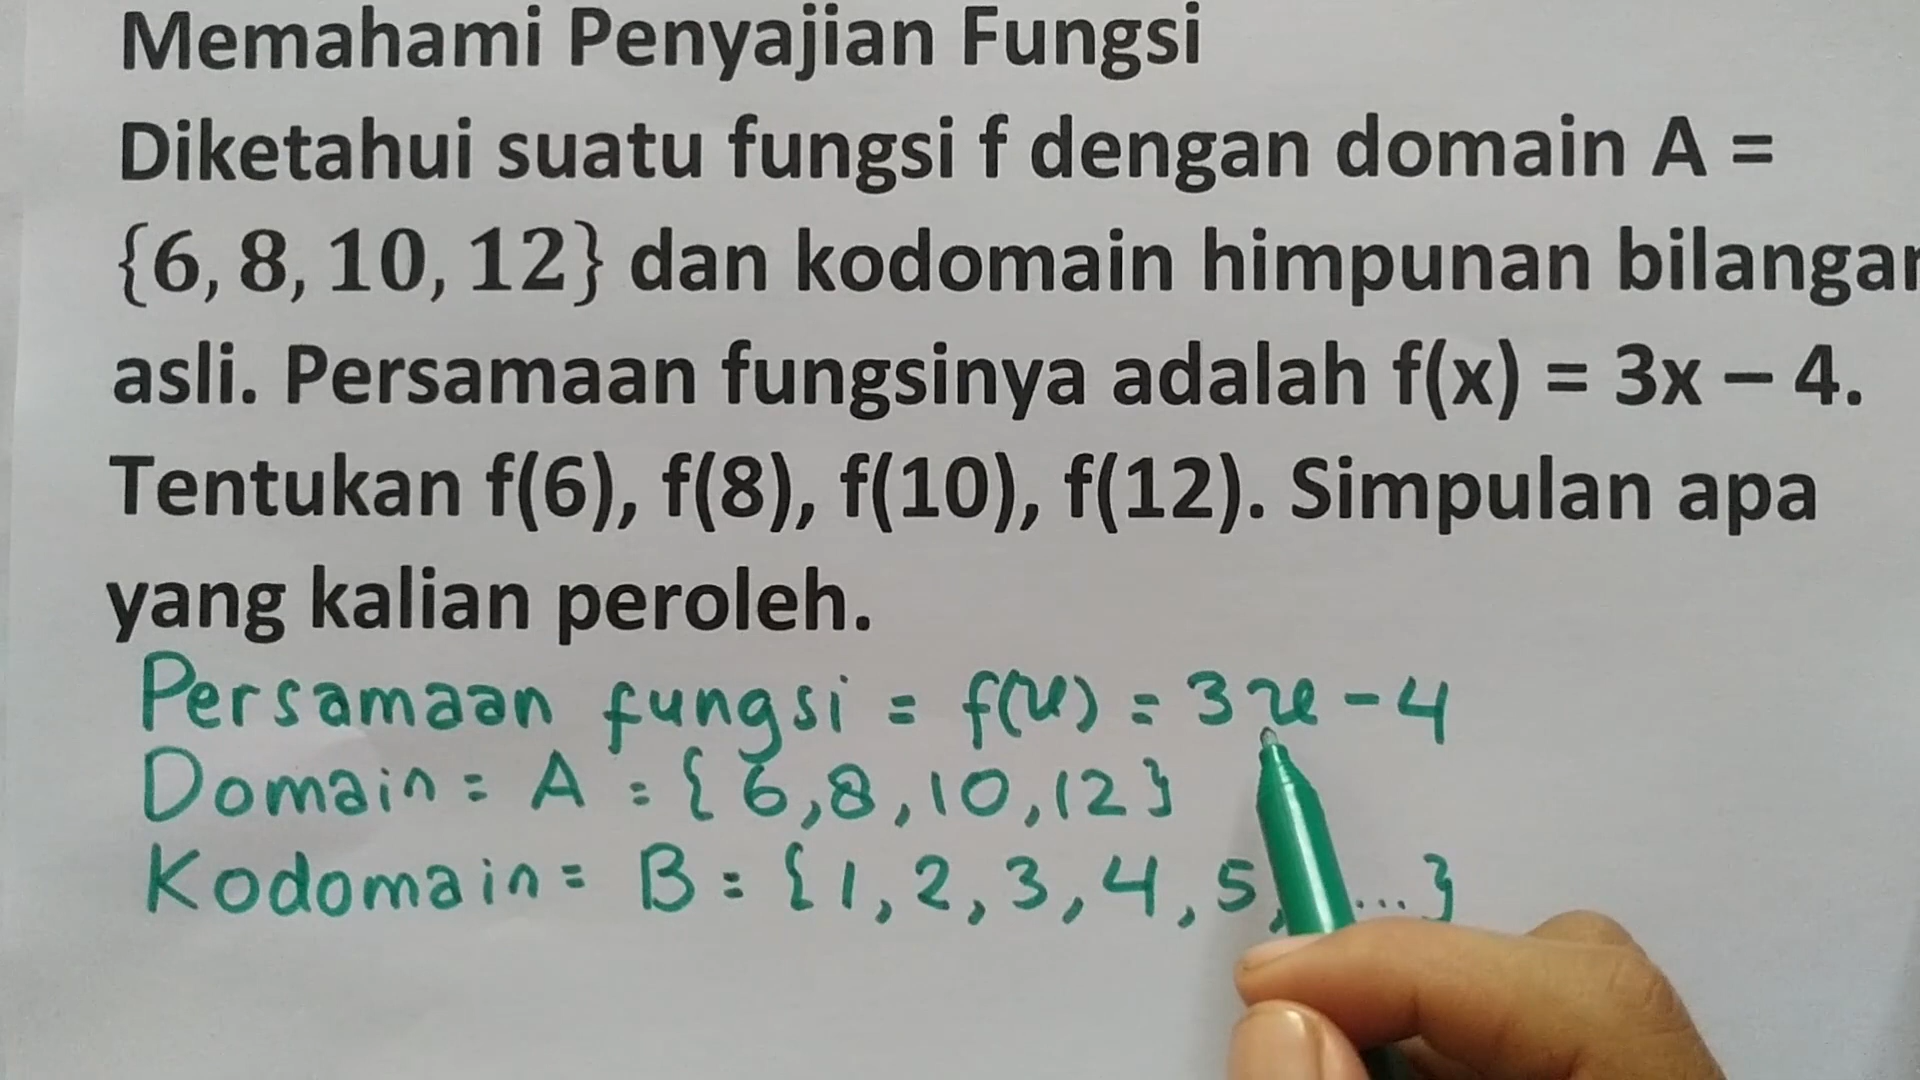 Memahami Penyajian Fungsi
Diketahui suatu fungsi f dengan domain A =
{6, 8, 10, 12} dan kodomain himpunan bilangan
asli. Persamaan fungsinya adalah f(x) = 3x – 4.
Tentukan f(6), f(8), f(10), f(12). Simpulan apa
yang kalian peroleh.
Persamaan fungsi = f(x) = 3x - 4
Domain = A = {6, 8, 10, 12}
Kodomain = B = {1, 2, 3, 4, 5, ...}